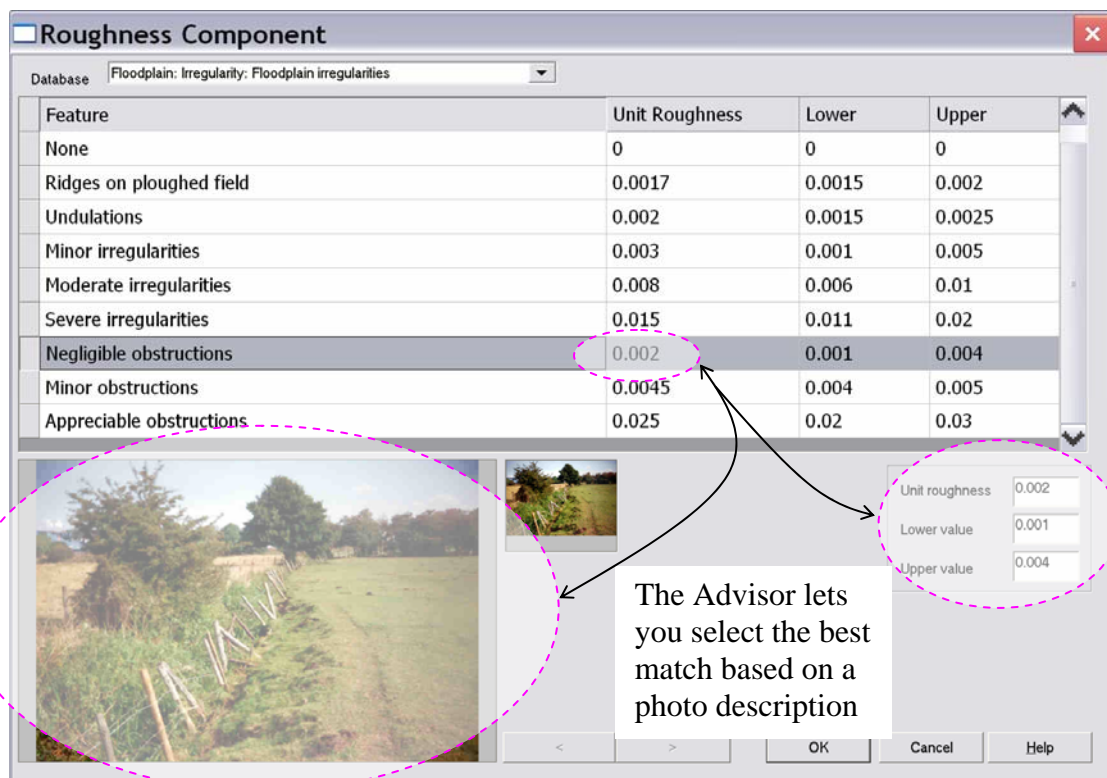 Roughness Component
Database Floodplain: Irregularity: Floodplain irregularities
Feature Unit Roughness Lower Upper
None 0 0 0
Ridges on ploughed field 0.0017 0.0015 0.002
Undulations 0.002 0.0015 0.0025
Minor irregularities 0.003 0.001 0.005
Moderate irregularities 0.008 0.006 0.01
Severe irregularities 0.015 0.011 0.02
Negligible obstructions 0.002 0.001 0.004
Minor obstructions 0.0045 0.004 0.005
Appreciable obstructions 0.025 0.02 0.03
Unit roughness 0.002
Lower value 0.001
Upper value 0.004
The Advisor lets
you select the best
match based on a
photo description
< > OK Cancel Help